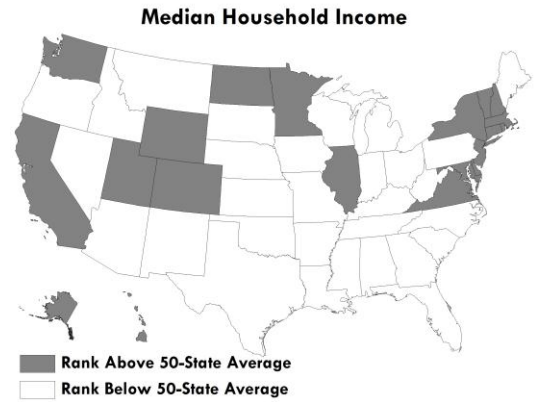 Median Household Income
Rank Above 50-State Average
Rank Below 50-State Average